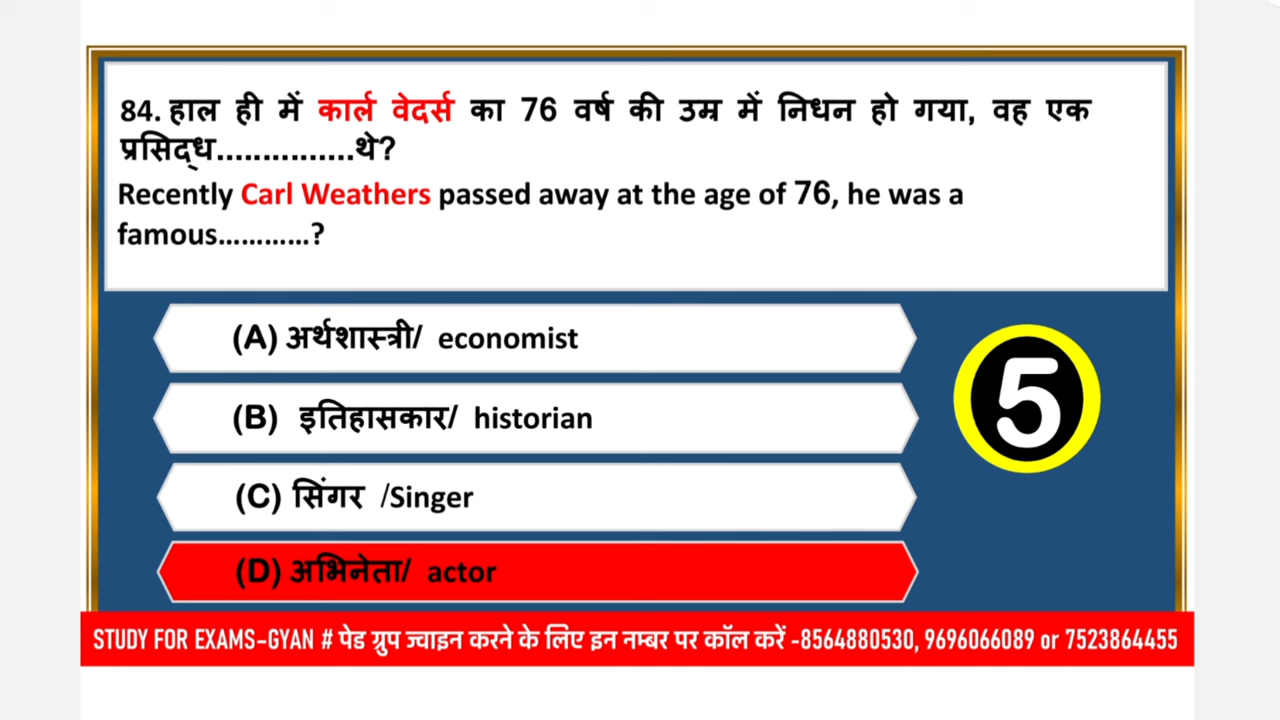 84. हाल ही में कार्ल वेदर्स का 76 वर्ष की उम्र में निधन हो गया, वह एक
प्रसिद्ध...............थे?
Recently Carl Weathers passed away at the age of 76, he was a
famous............?
(A) अर्थशास्त्री/ economist
(B) इतिहासकार/ historian
5
(C) सिंगर /Singer
(D) अभिनेता/ actor
STUDY FOR EXAMS-GYAN # पेड ग्रुप ज्वाइन करने के लिए इन नम्बर पर कॉल करें -8564880530, 9696066089 or 7523864455